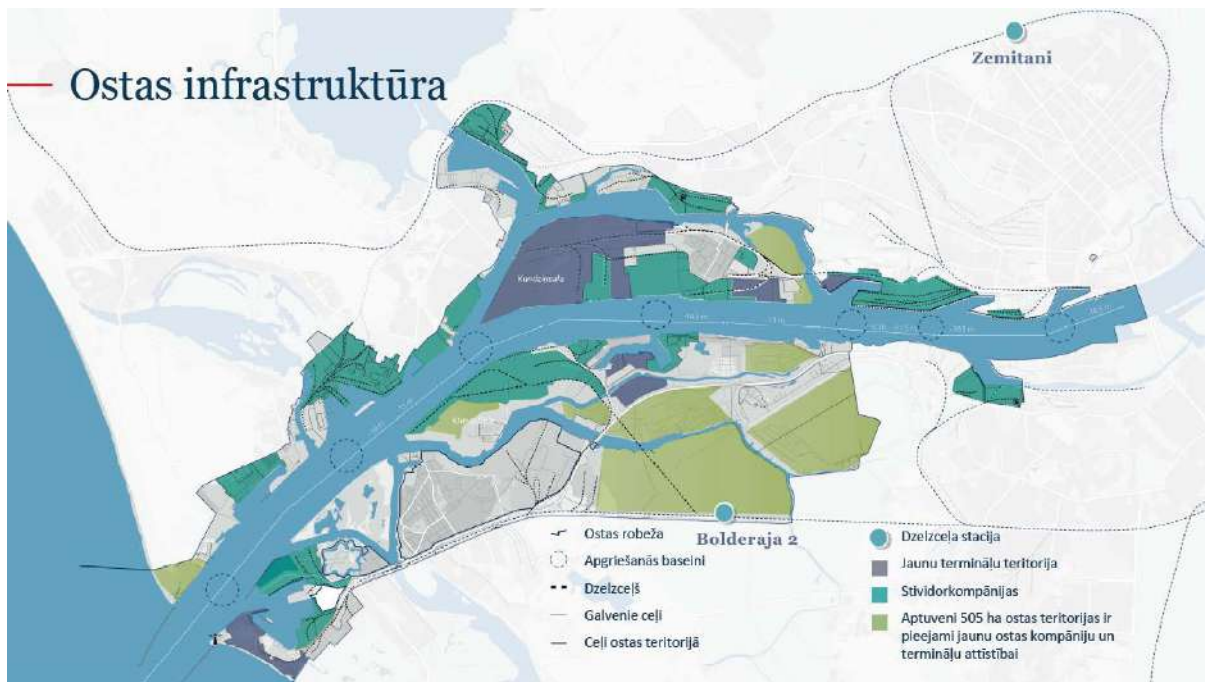 Ostas infrastruktūra
Zemitani
Kundziņsala
Bolderaja 2
Ostas robeža
Apgriešanās baseini
Dzelzceļš
Galvenie ceļi
Ceļi ostas teritorijā
Dzelzceļa stacija
Jaunu termināļu teritorija
Stividorkompānijas
Aptuveni 505 ha ostas teritorijas ir
pieejami jaunu ostas kompāniju un
termināļu attīstībai